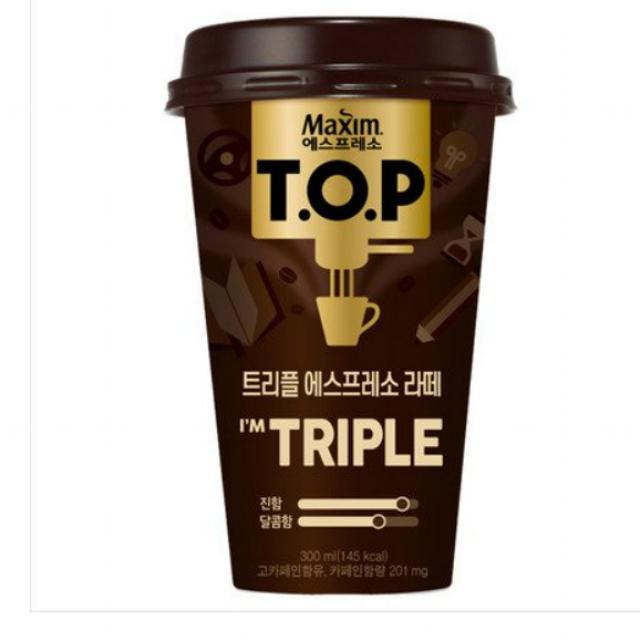 Maxim.
에스프레소
T.O.P
트리플 에스프레소 라떼
I'M TRIPLE
진함
달콤함
300 ml(145 kcal)
고카페인함유, 카페인함량 201 mg